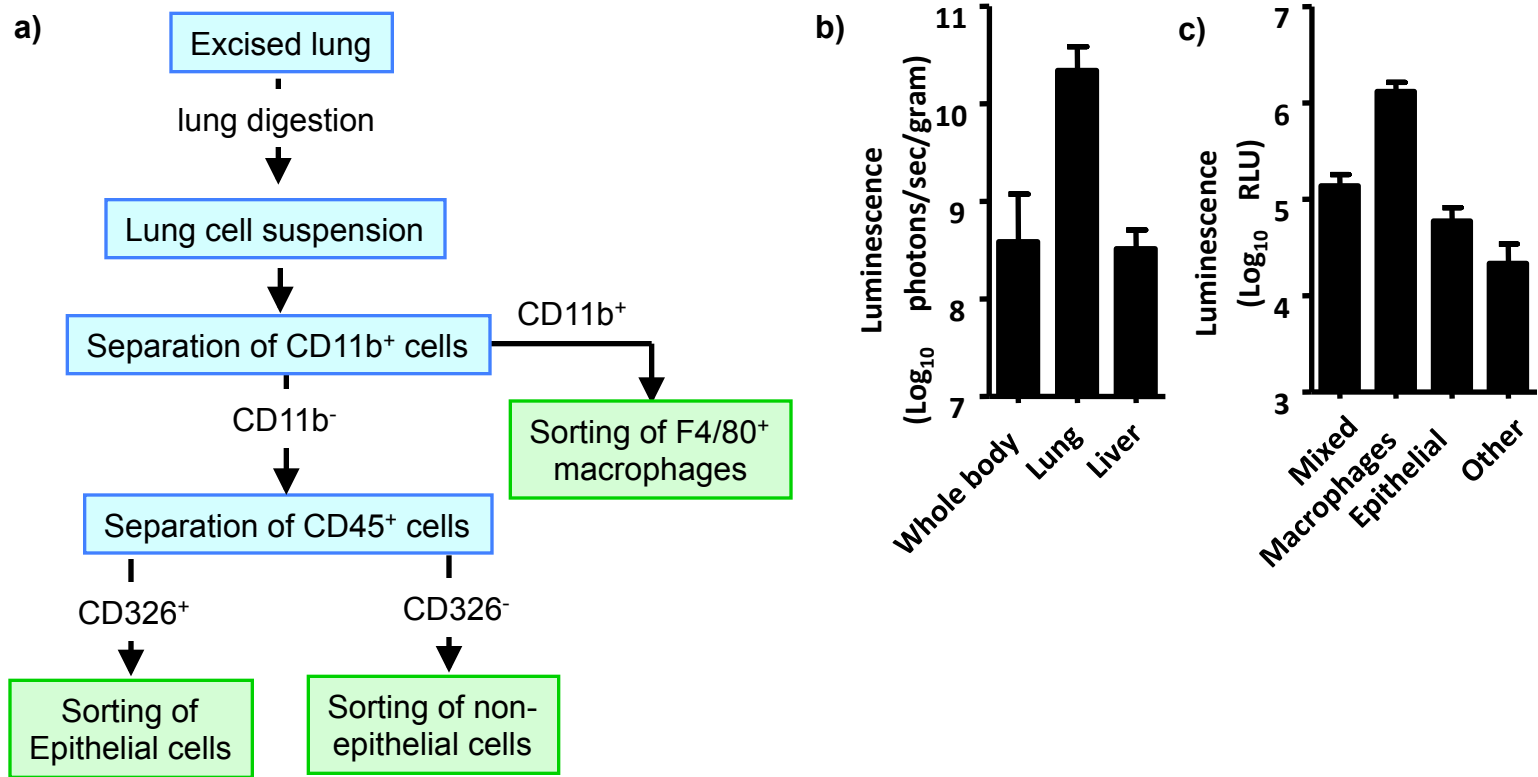 a)
Excised lung
lung digestion
Lung cell suspension
Separation of CD11b⁺ cells
CD11b⁺
CD11b⁻
Sorting of F4/80⁺
macrophages
Separation of CD45⁺ cells
CD326⁺
CD326⁻
Sorting of
Epithelial cells
Sorting of non-
epithelial cells
b)
Luminescence
(Log₁₀ photons/sec/gram)
11
10
9
8
7
Whole body
Lung
Liver
c)
Luminescence
(Log₁₀ RLU)
7
6
5
4
3
Mixed
Macrophages
Epithelial
Other